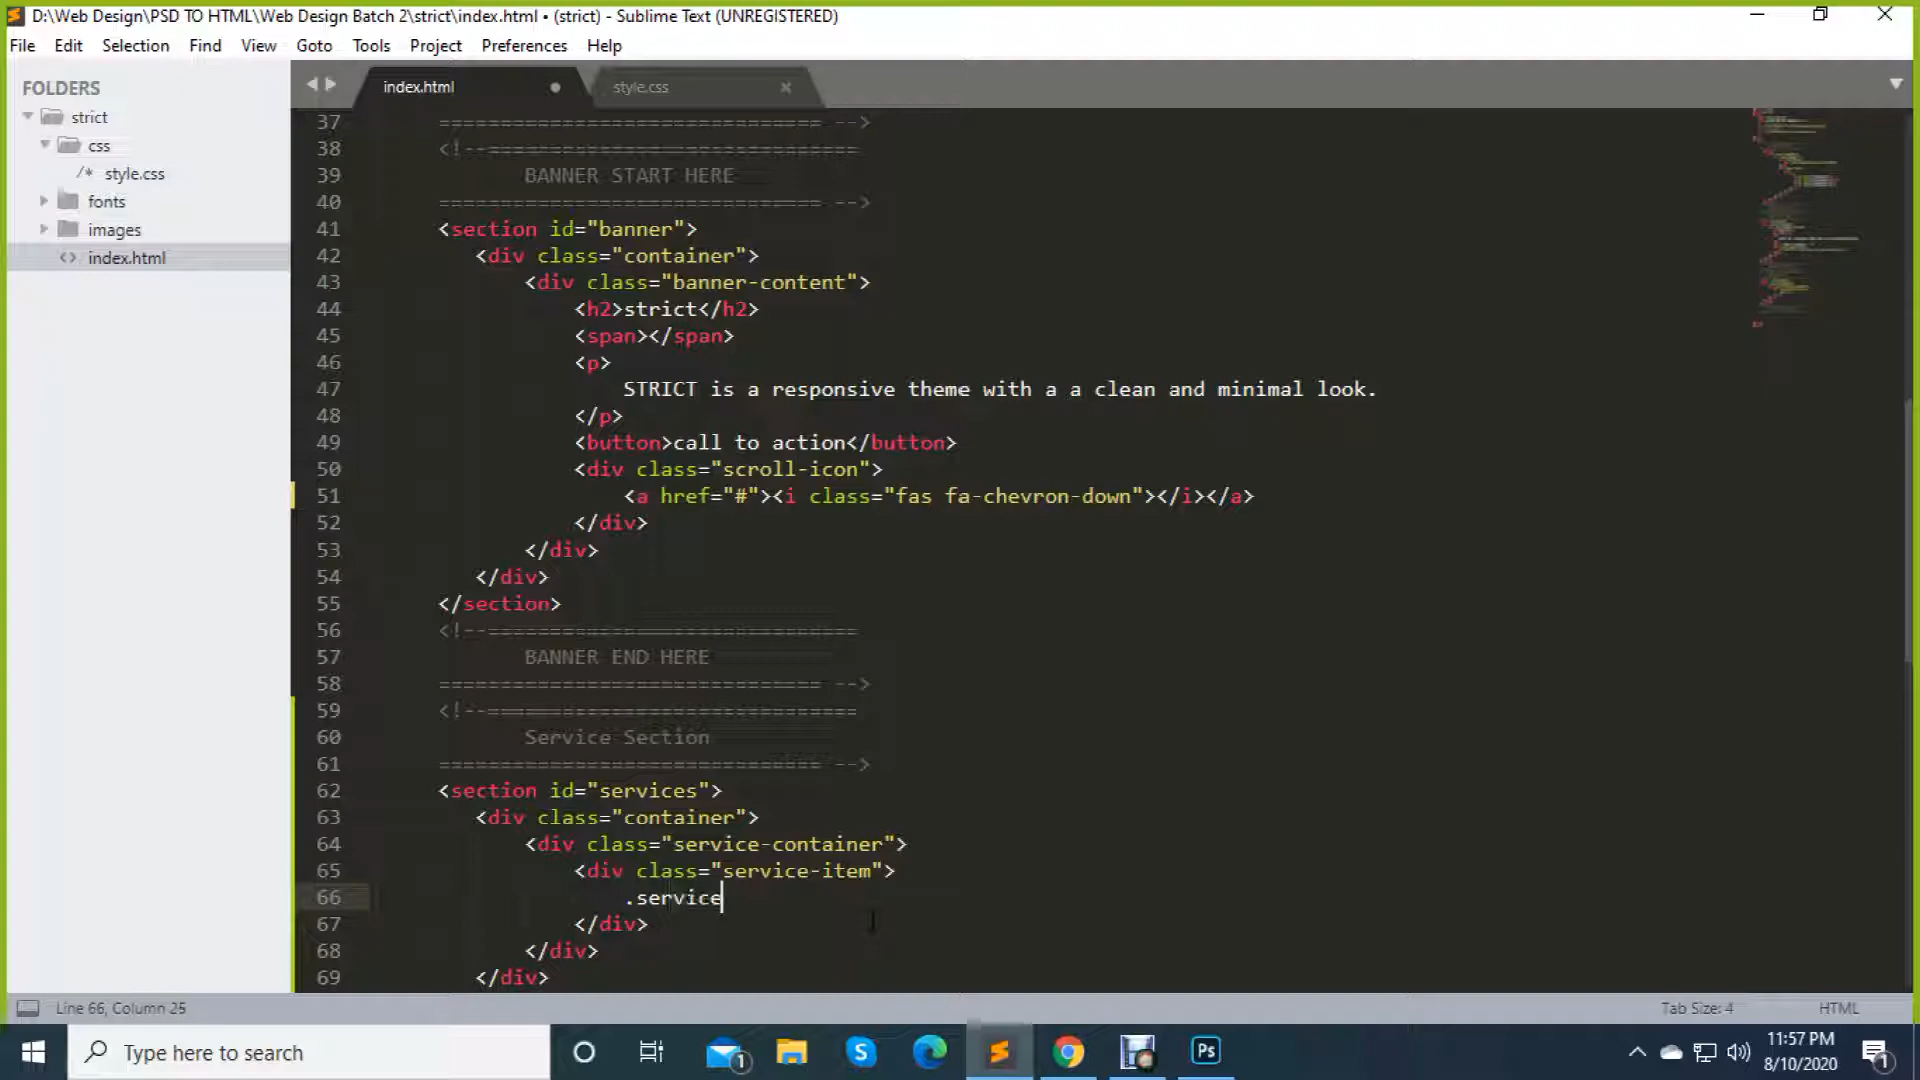 D:\Web Design\PSD TO HTML\Web Design Batch 2\strict\index.html • (strict) - Sublime Text (UNREGISTERED)
File Edit Selection Find View Goto Tools Project Preferences Help
FOLDERS
strict
css
/* style.css
fonts
images
<> index.html
index.html
style.css
37 =============================== -->
38 <!--==============================
39 BANNER START HERE
40 =============================== -->
41 <section id="banner">
42 <div class="container">
43 <div class="banner-content">
44 <h2>strict</h2>
45 <span></span>
46 <p>
47 STRICT is a responsive theme with a a clean and minimal look.
48 </p>
49 <button>call to action</button>
50 <div class="scroll-icon">
51 <a href="#"><i class="fas fa-chevron-down"></i></a>
52 </div>
53 </div>
54 </div>
55 </section>
56 <!--==============================
57 BANNER END HERE
58 =============================== -->
59 <!--==============================
60 Service Section
61 =============================== -->
62 <section id="services">
63 <div class="container">
64 <div class="service-container">
65 <div class="service-item">
66 .service
67 </div>
68 </div>
69 </div>
Line 66, Column 25
Tab Size: 4
HTML
Type here to search
1
S
Ps
11:57 PM
8/10/2020
1